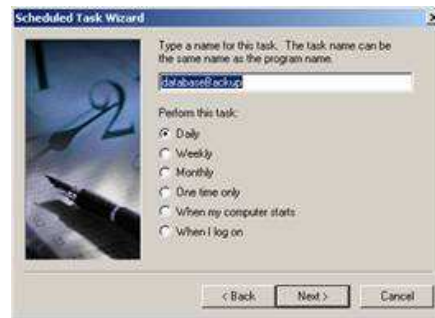 Scheduled Task Wizard
Type a name for this task. The task name can be
the same name as the program name.
databaseBackup
Perform this task:
Daily
Weekly
Monthly
One time only
When my computer starts
When I log on
< Back
Next >
Cancel